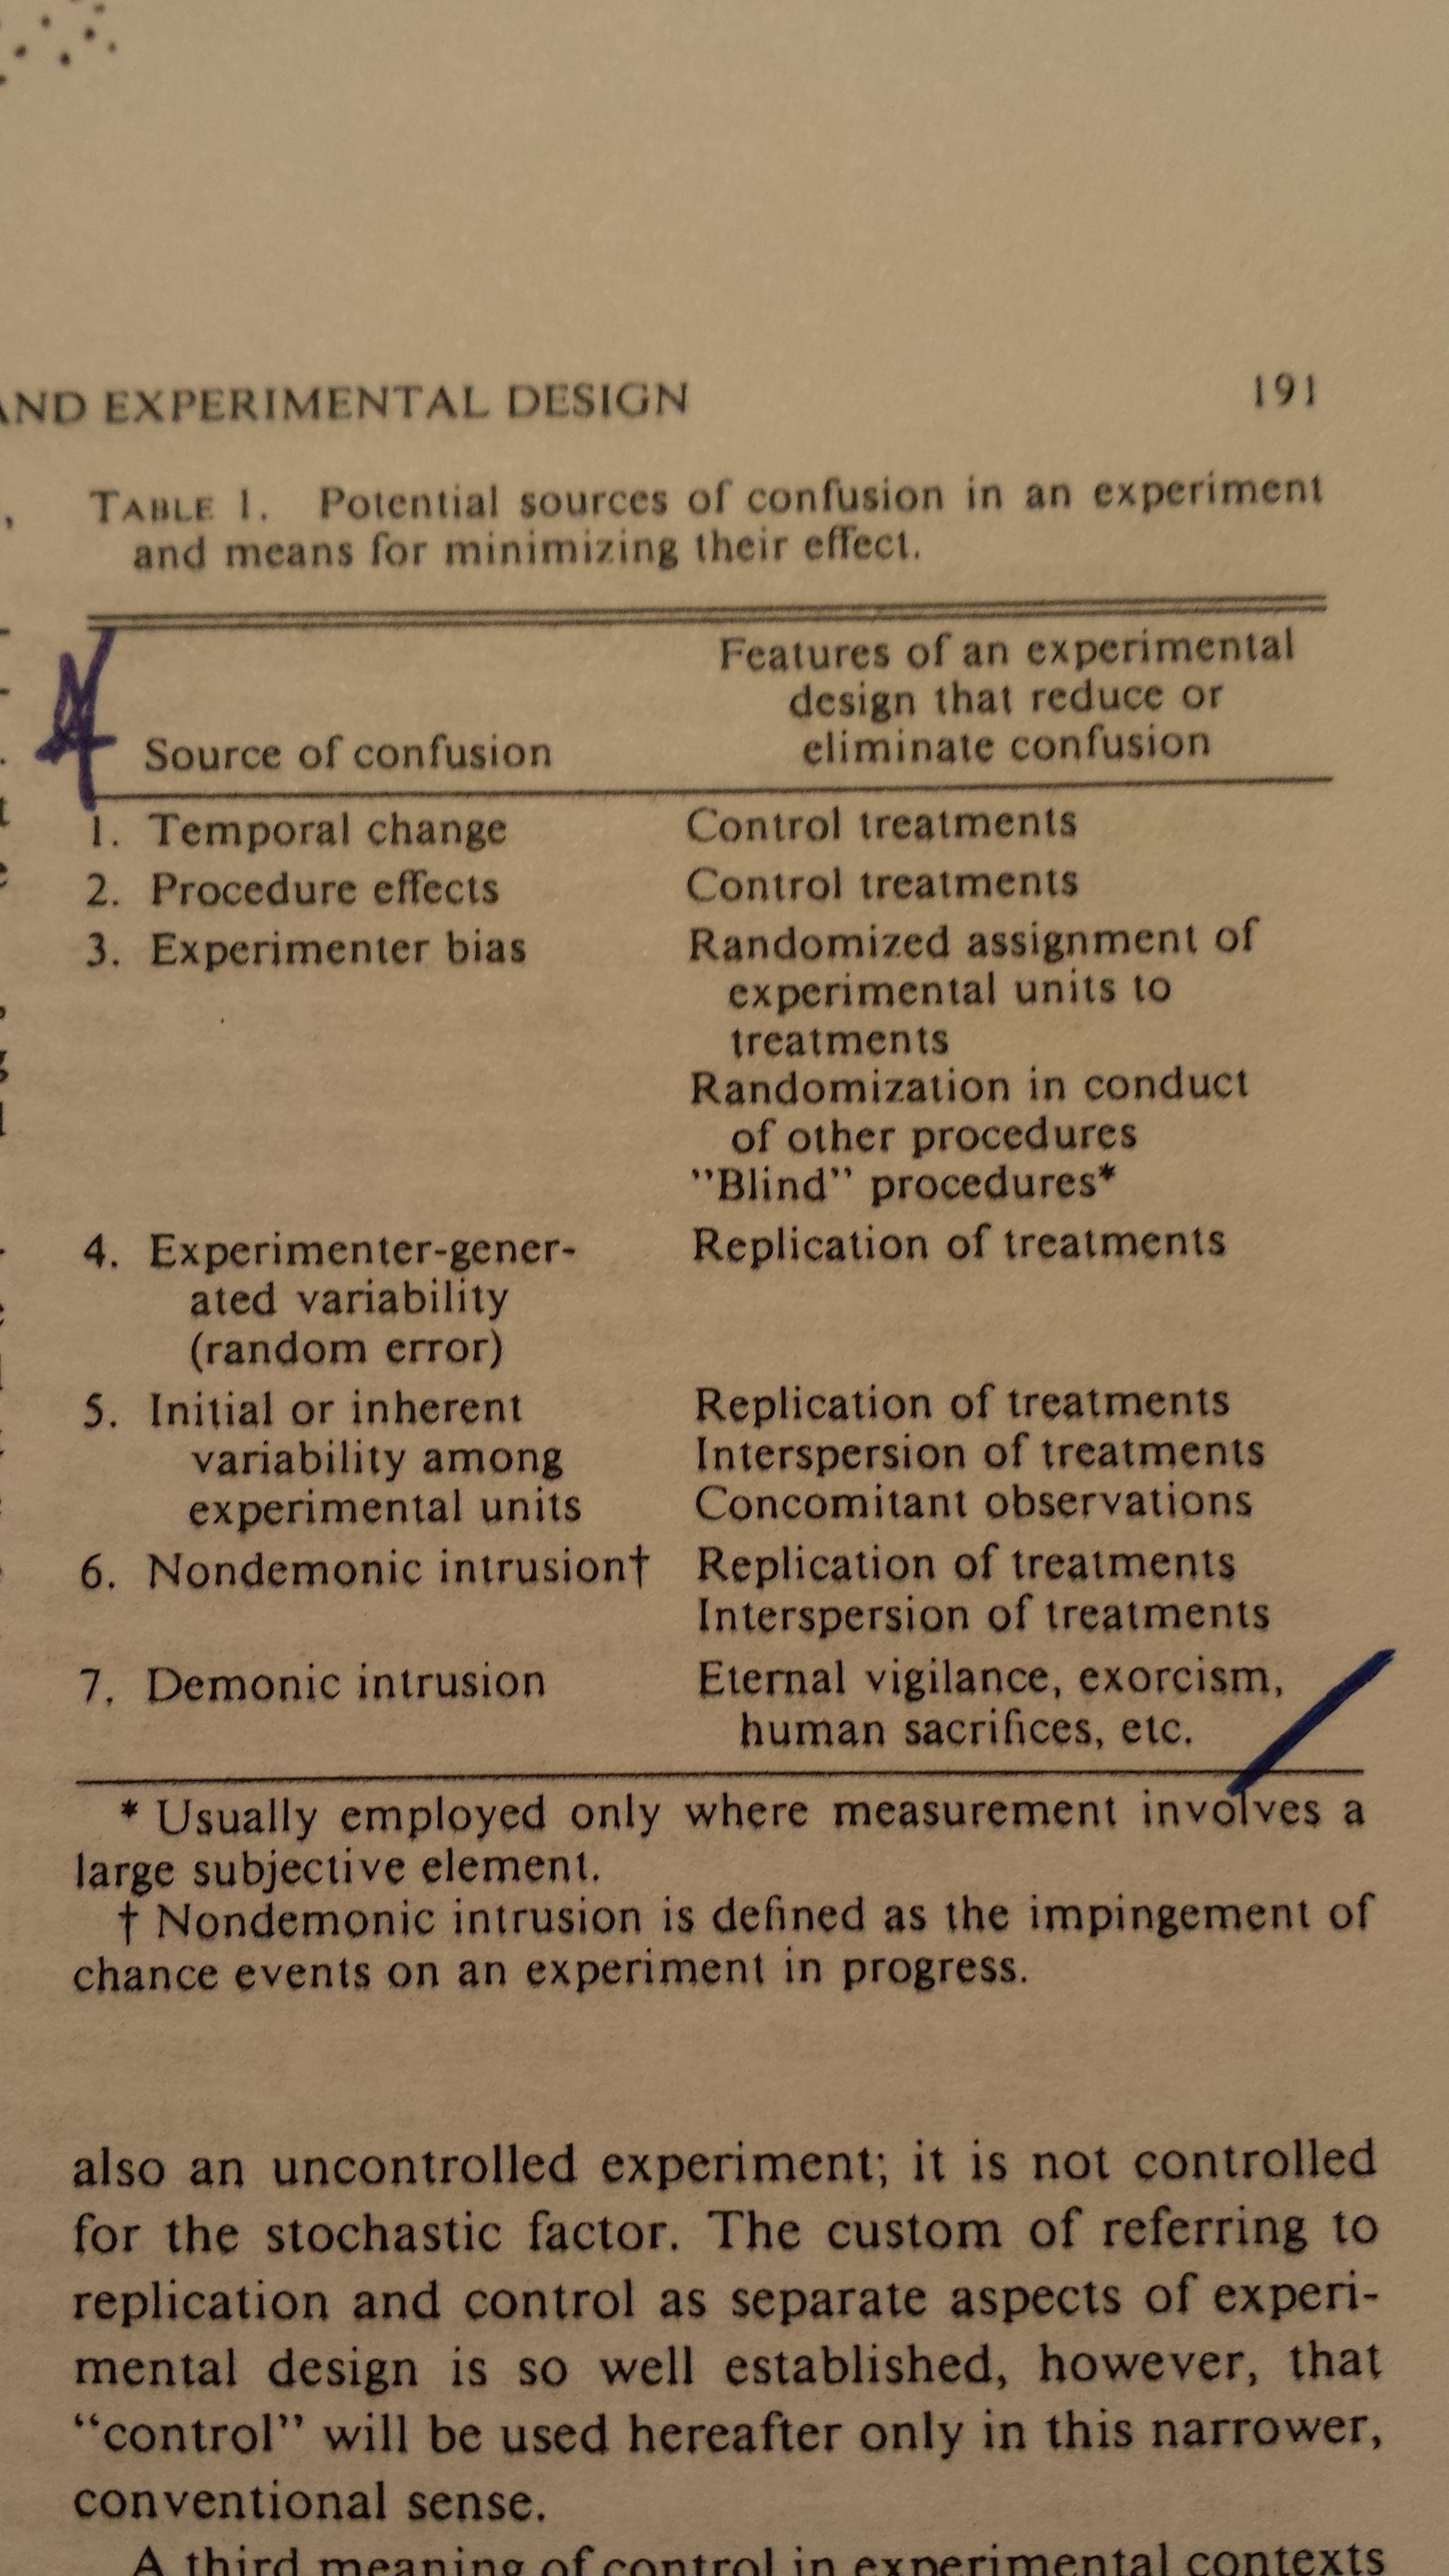 AND EXPERIMENTAL DESIGN 191
TABLE 1. Potential sources of confusion in an experiment
and means for minimizing their effect.
Features of an experimental
design that reduce or
Source of confusion eliminate confusion
1. Temporal change Control treatments
2. Procedure effects Control treatments
3. Experimenter bias Randomized assignment of
experimental units to
treatments
Randomization in conduct
of other procedures
"Blind" procedures*
4. Experimenter-gener- Replication of treatments
ated variability
(random error)
5. Initial or inherent Replication of treatments
variability among Interspersion of treatments
experimental units Concomitant observations
6. Nondemonic intrusion† Replication of treatments
Interspersion of treatments
7. Demonic intrusion Eternal vigilance, exorcism,
human sacrifices, etc.
* Usually employed only where measurement involves a
large subjective element.
† Nondemonic intrusion is defined as the impingement of
chance events on an experiment in progress.
also an uncontrolled experiment; it is not controlled
for the stochastic factor. The custom of referring to
replication and control as separate aspects of experi-
mental design is so well established, however, that
“control” will be used hereafter only in this narrower,
conventional sense.
A third meaning of control in experimental contexts